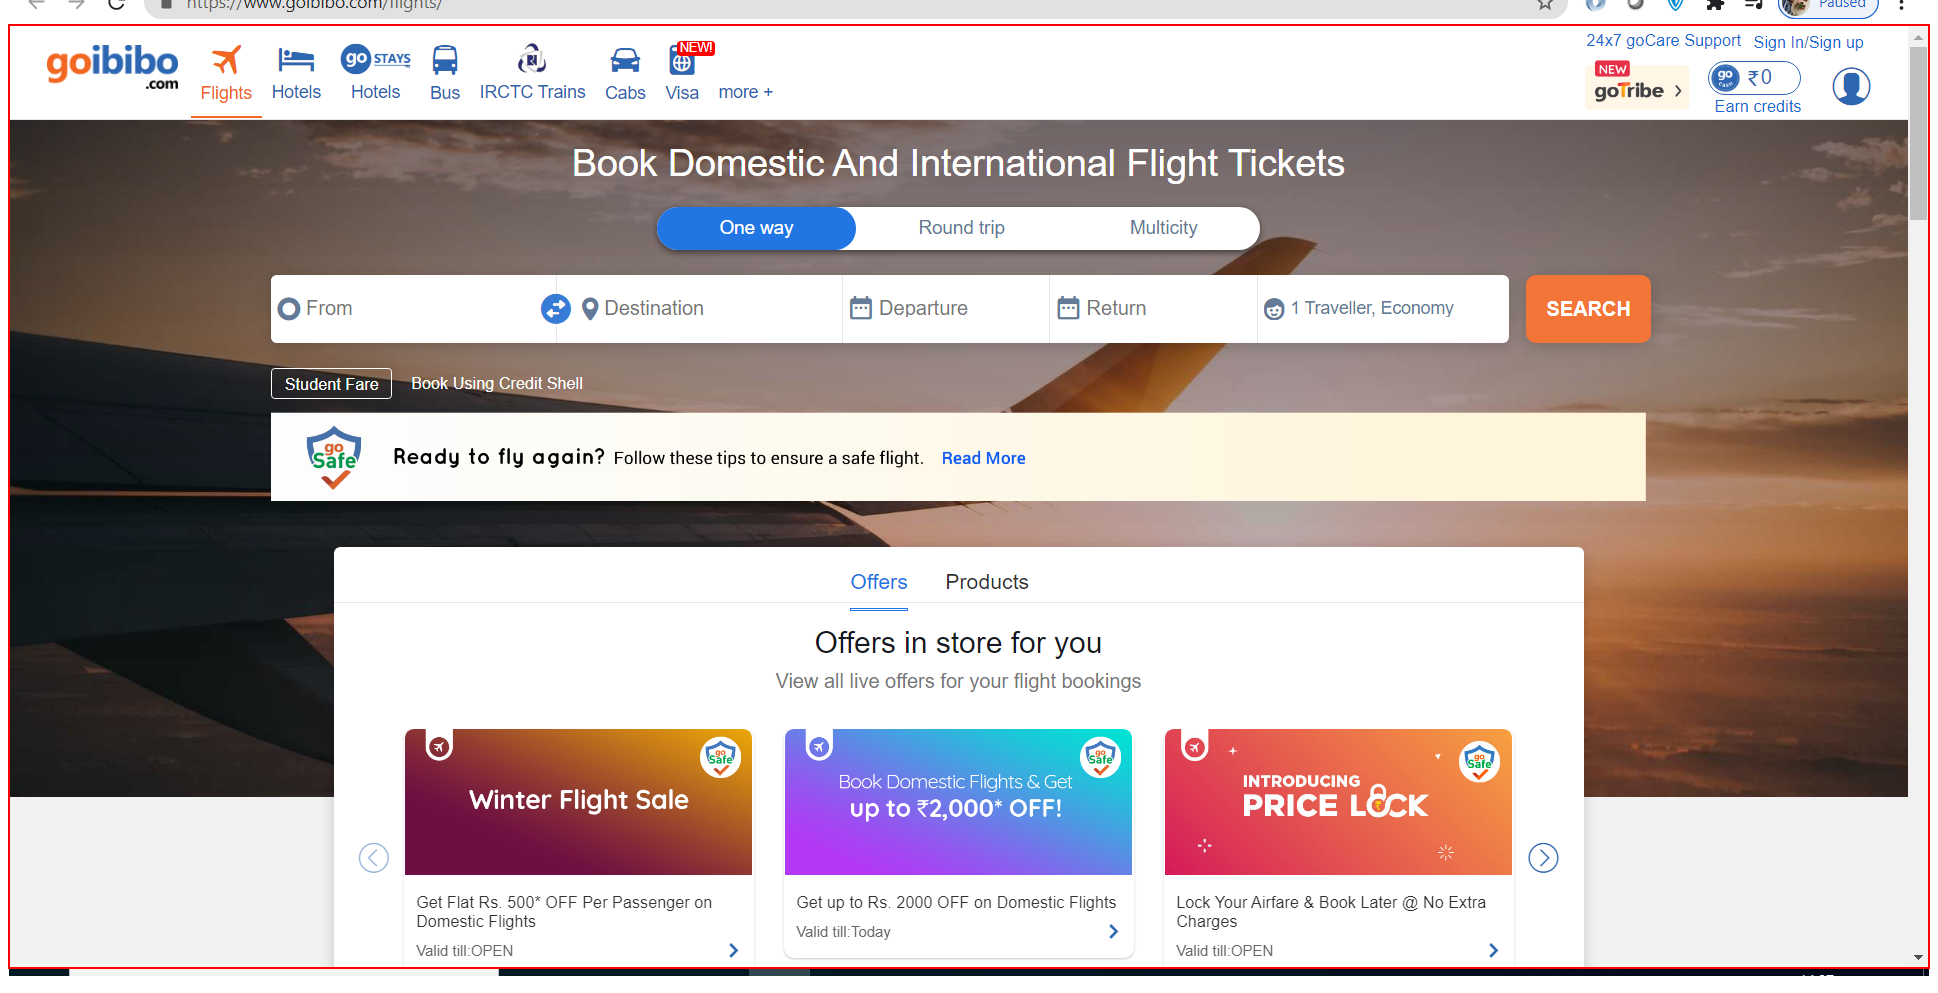 https://www.goibibo.com/flights/
Paused
goibibo
.com
Flights
Hotels
go STAYS
Hotels
Bus
IRCTC Trains
Cabs
NEW!
Visa
more +
24x7 goCare Support
Sign In/Sign up
NEW
goTribe
go CASH
₹0
Earn credits
Book Domestic And International Flight Tickets
One way
Round trip
Multicity
From
Destination
Departure
Return
1 Traveller, Economy
SEARCH
Student Fare
Book Using Credit Shell
go
Safe
Ready to fly again? Follow these tips to ensure a safe flight. Read More
Offers
Products
Offers in store for you
View all live offers for your flight bookings
go
Safe
Winter Flight Sale
Get Flat Rs. 500* OFF Per Passenger on
Domestic Flights
Valid till:OPEN
go
Safe
Book Domestic Flights & Get
up to ₹2,000* OFF!
Get up to Rs. 2000 OFF on Domestic Flights
Valid till:Today
go
Safe
INTRODUCING
PRICE LOCK
Lock Your Airfare & Book Later @ No Extra
Charges
Valid till:OPEN